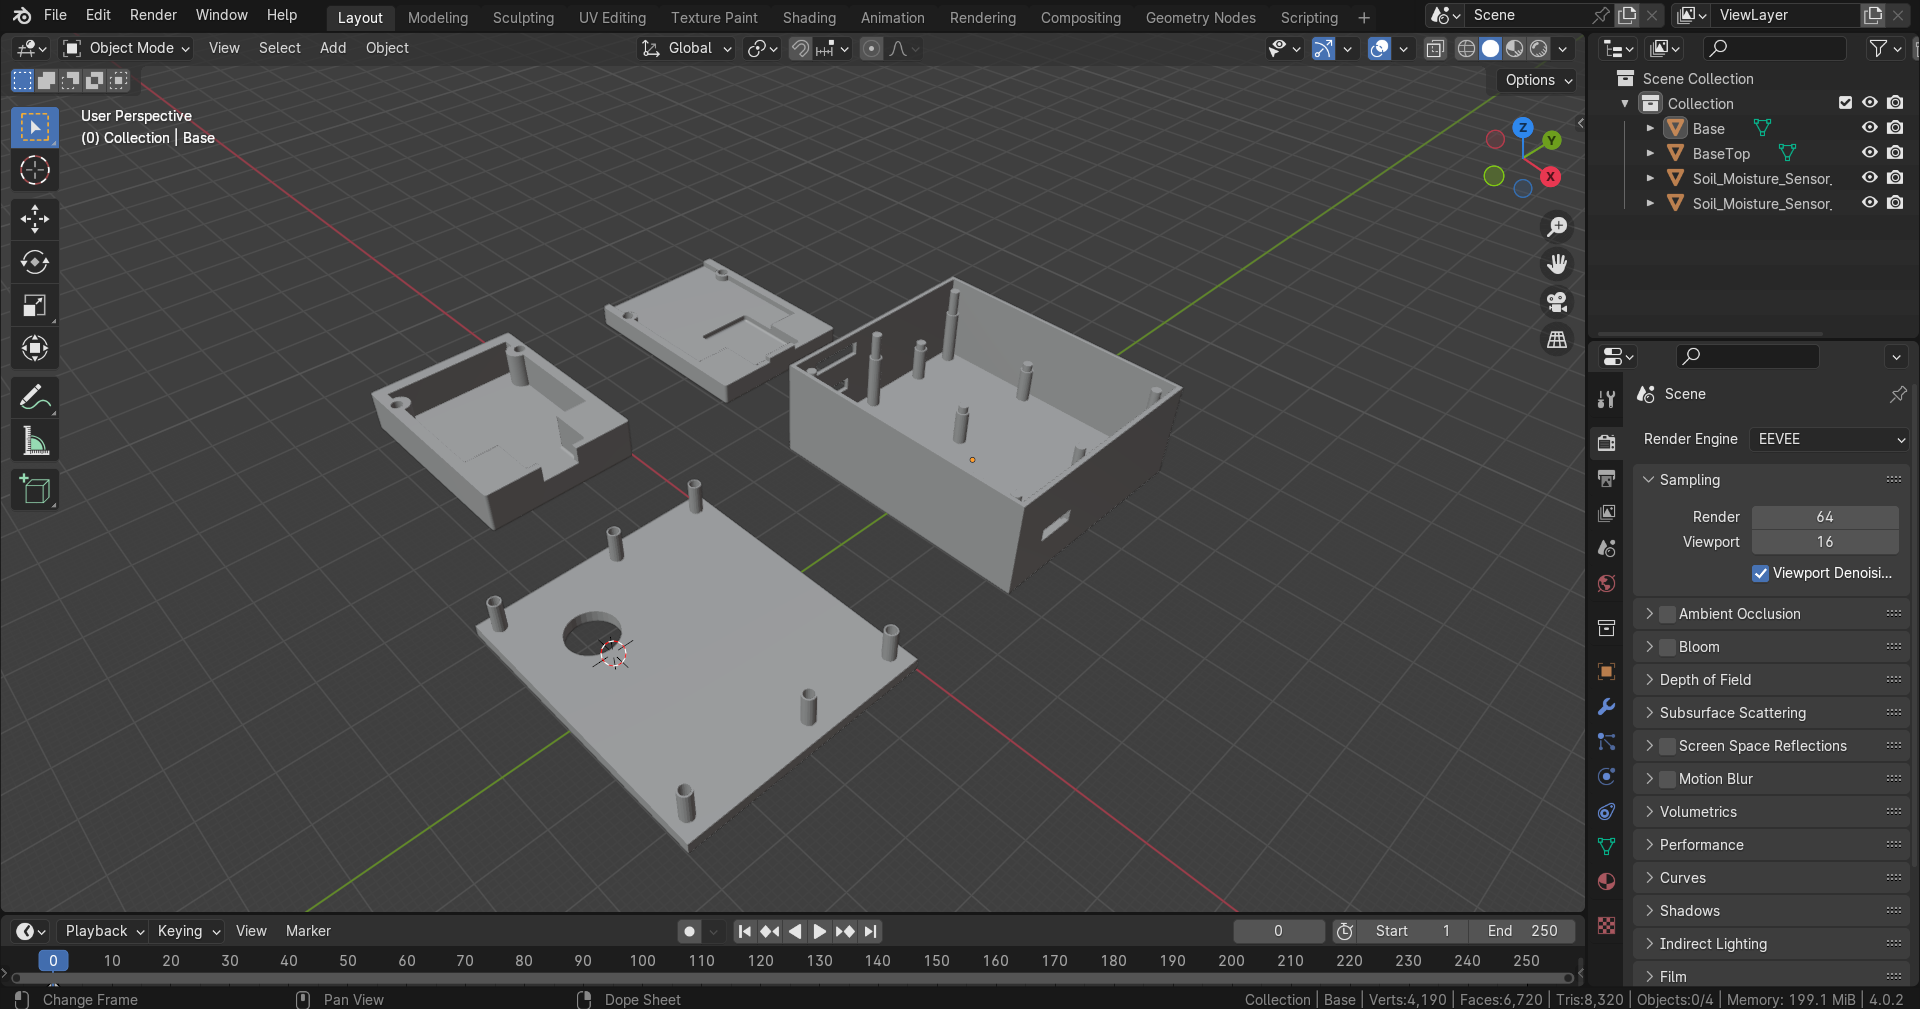 File Edit Render Window Help Layout Modeling Sculpting UV Editing Texture Paint Shading Animation Rendering Compositing Geometry Nodes Scripting + Scene ViewLayer
Object Mode View Select Add Object Global
Options
User Perspective
(0) Collection | Base
Z
Y
X
Scene Collection
Collection
Base
BaseTop
Soil_Moisture_Sensor.
Soil_Moisture_Sensor.
Scene
Render Engine EEVEE
Sampling
Render 64
Viewport 16
Viewport Denoisi...
Ambient Occlusion
Bloom
Depth of Field
Subsurface Scattering
Screen Space Reflections
Motion Blur
Volumetrics
Performance
Curves
Shadows
Indirect Lighting
Film
Playback Keying View Marker 0 Start 1 End 250
0 10 20 30 40 50 60 70 80 90 100 110 120 130 140 150 160 170 180 190 200 210 220 230 240 250
Change Frame Pan View Dope Sheet Collection | Base | Verts:4,190 | Faces:6,720 | Tris:8,320 | Objects:0/4 | Memory: 199.1 MiB | 4.0.2